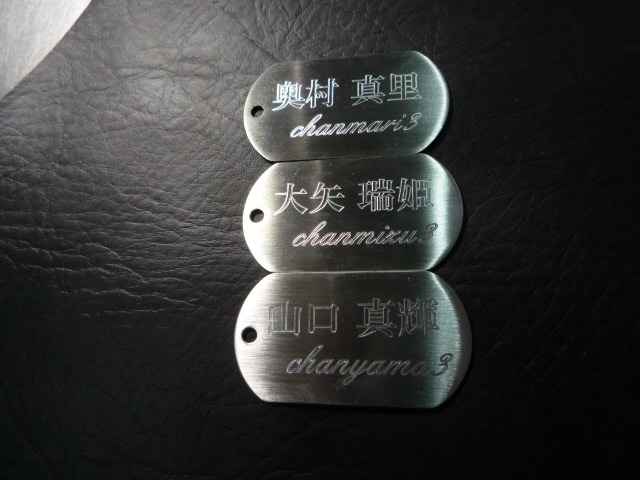 奥村 真里
chanmari3
大矢 瑞姫
chanmizu3
山口 真輝
chanyama3